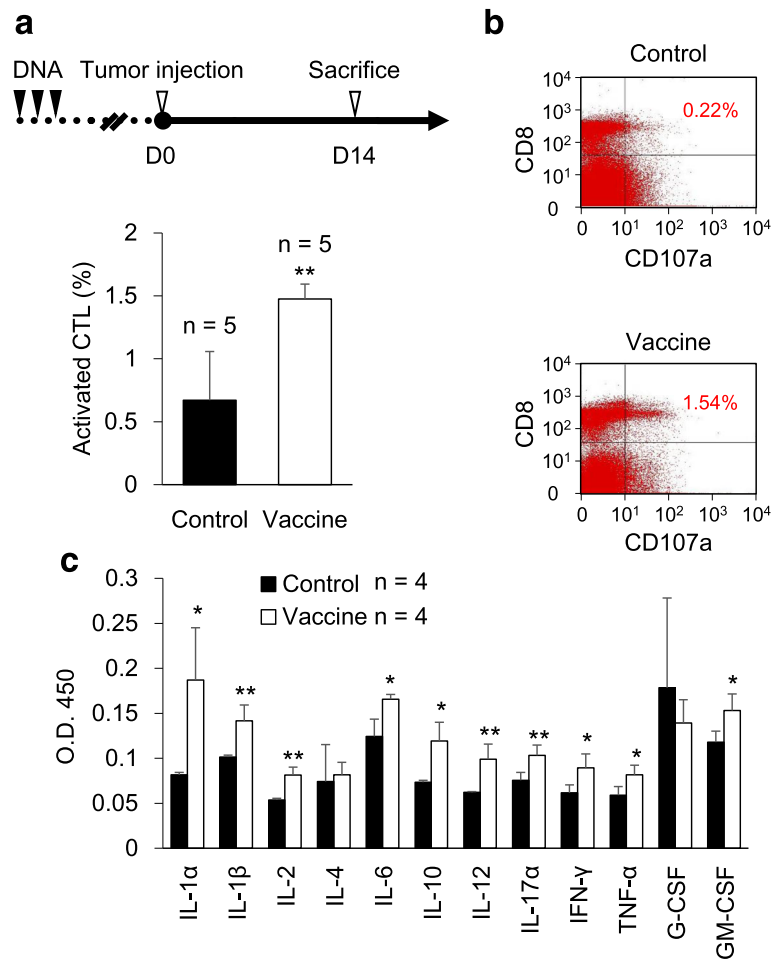 a
DNA Tumor injection Sacrifice
D0 D14
Activated CTL (%)
2
1.5
1
0.5
0
n = 5
n = 5
**
Control Vaccine
b
Control
CD8
10⁴
10³
10²
10¹
0
0.22%
0 10¹ 10² 10³ 10⁴
CD107a
Vaccine
CD8
10⁴
10³
10²
10¹
0
1.54%
0 10¹ 10² 10³ 10⁴
CD107a
c
O.D. 450
0.3
0.25
0.2
0.15
0.1
0.05
0
Control n = 4
Vaccine n = 4
* ** ** * * ** ** * * *
IL-1α
IL-1β
IL-2
IL-4
IL-6
IL-10
IL-12
IL-17α
IFN-γ
TNF-α
G-CSF
GM-CSF